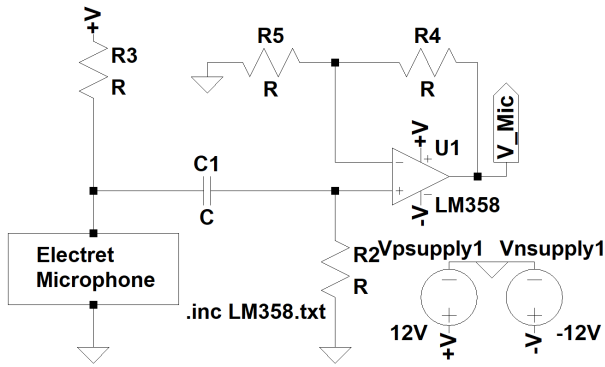 +V
R3
R
R5
R
R4
R
+V
U1
LM358
-V
V_Mic
C1
C
Electret
Microphone
R2
R
.inc LM358.txt
Vpsupply1
12V
+V
Vnsupply1
-12V
-V